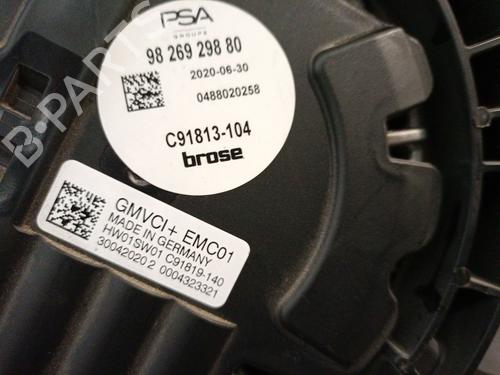 PSA
GROUPE
98 269 298 80
2020-06-30
0488020258
C91813-104
brose
GMVCI+ EMC01
MADE IN GERMANY
HW01SW01 C91819-140
30042020 2 0004323321
B-PARTS